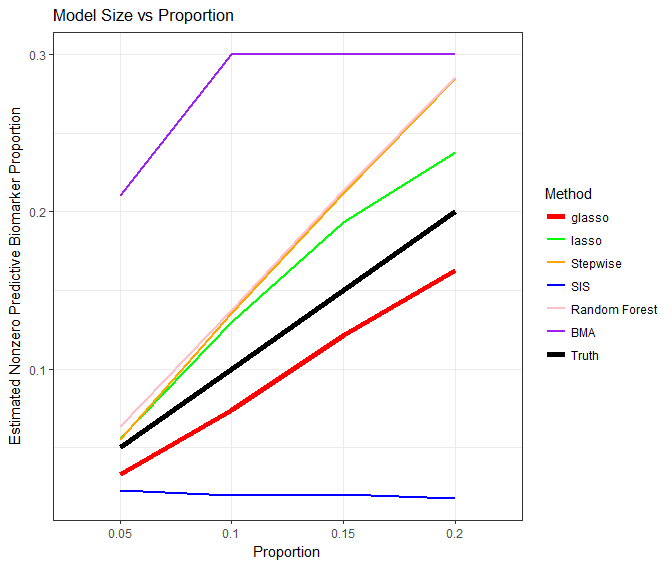 Model Size vs Proportion
Estimated Nonzero Predictive Biomarker Proportion
0.3
0.2
0.1
0.05
0.1
0.15
0.2
Proportion
Method
glasso
lasso
Stepwise
SIS
Random Forest
BMA
Truth